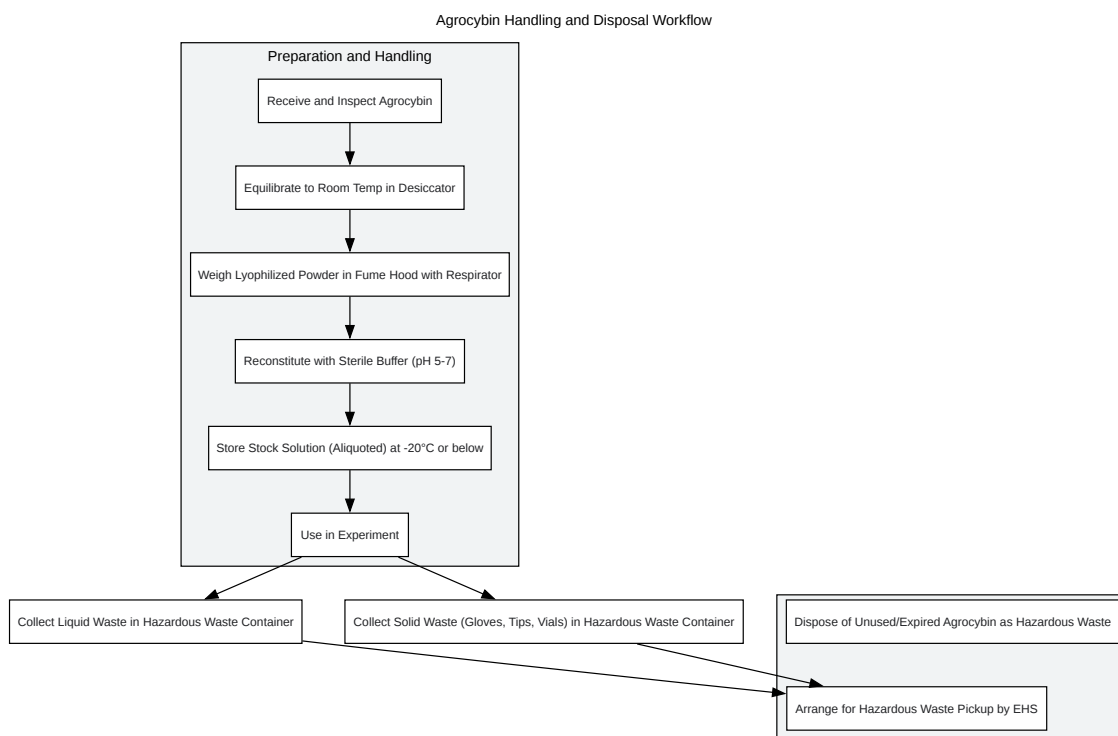 Agrocybin Handling and Disposal Workflow
Preparation and Handling
Receive and Inspect Agrocybin
Equilibrate to Room Temp in Desiccator
Weigh Lyophilized Powder in Fume Hood with Respirator
Reconstitute with Sterile Buffer (pH 5-7)
Store Stock Solution (Aliquoted) at -20°C or below
Use in Experiment
Collect Liquid Waste in Hazardous Waste Container
Collect Solid Waste (Gloves, Tips, Vials) in Hazardous Waste Container
Dispose of Unused/Expired Agrocybin as Hazardous Waste
Arrange for Hazardous Waste Pickup by EHS